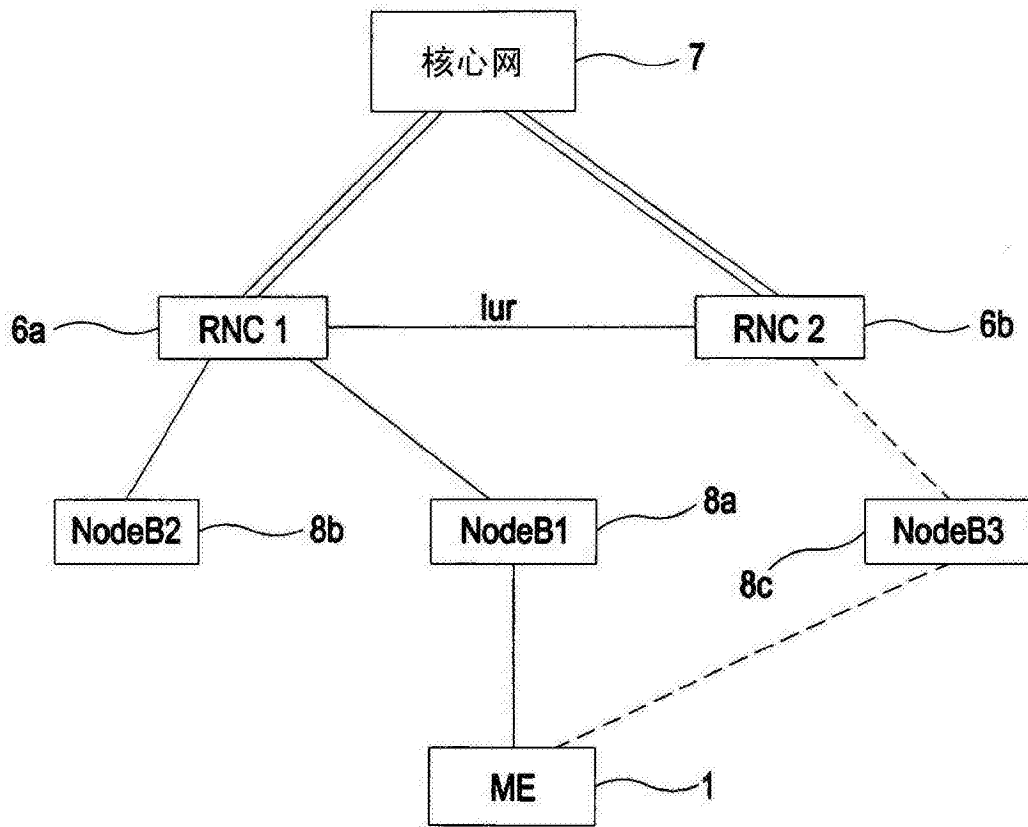 核心网
7
6a
RNC 1
Iur
RNC 2
6b
NodeB2
8b
NodeB1
8a
8c
NodeB3
ME
1